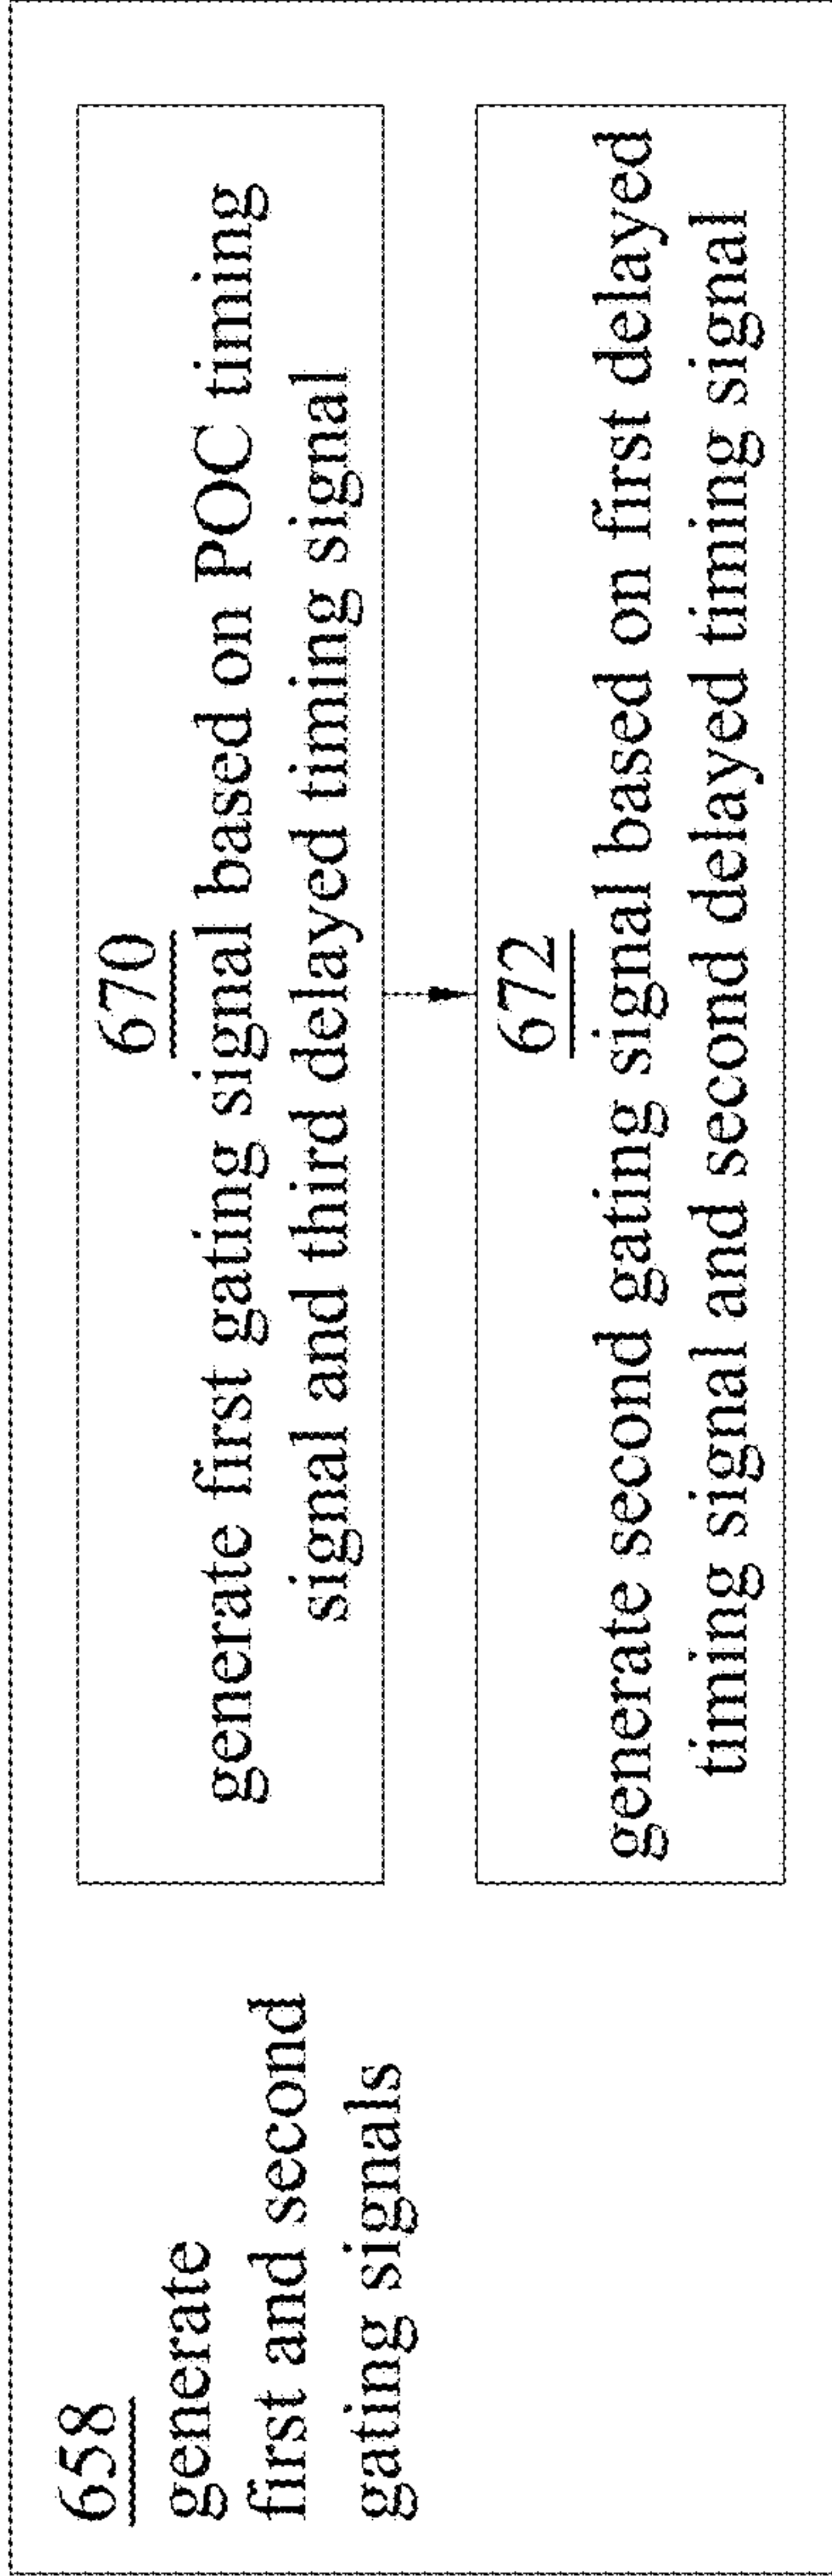 658
generate
first and second
gating signals
670
generate first gating signal based on POC timing
signal and third delayed timing signal
672
generate second gating signal based on first delayed
timing signal and second delayed timing signal